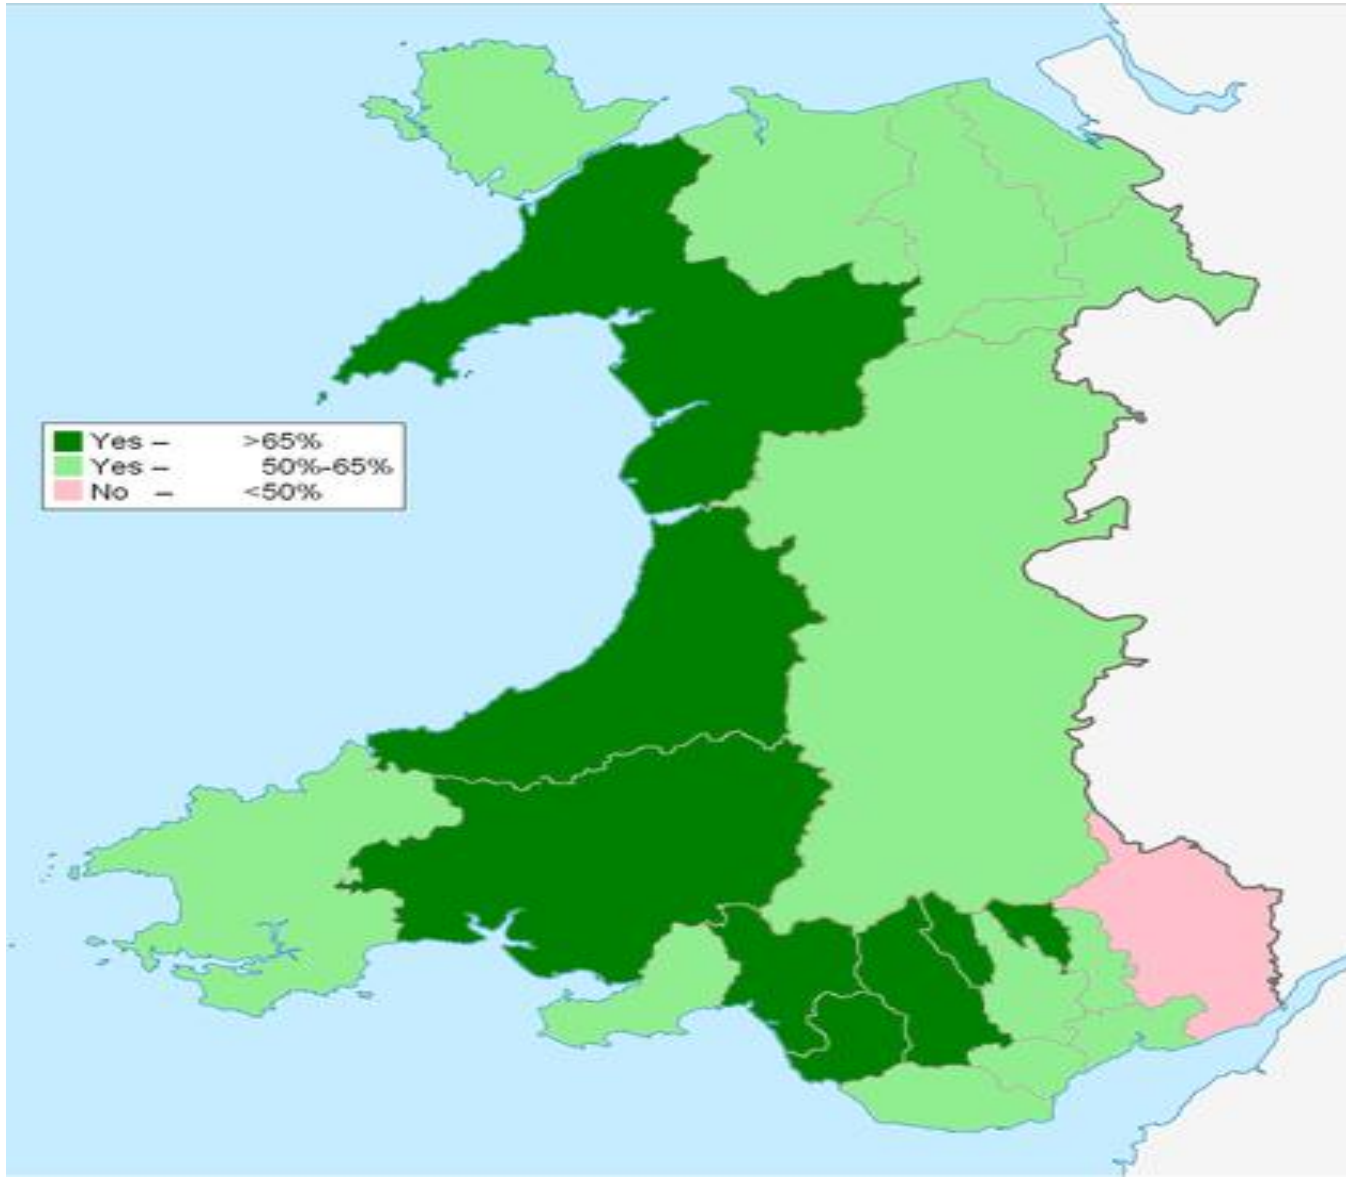 Yes – >65%
Yes – 50%-65%
No – <50%